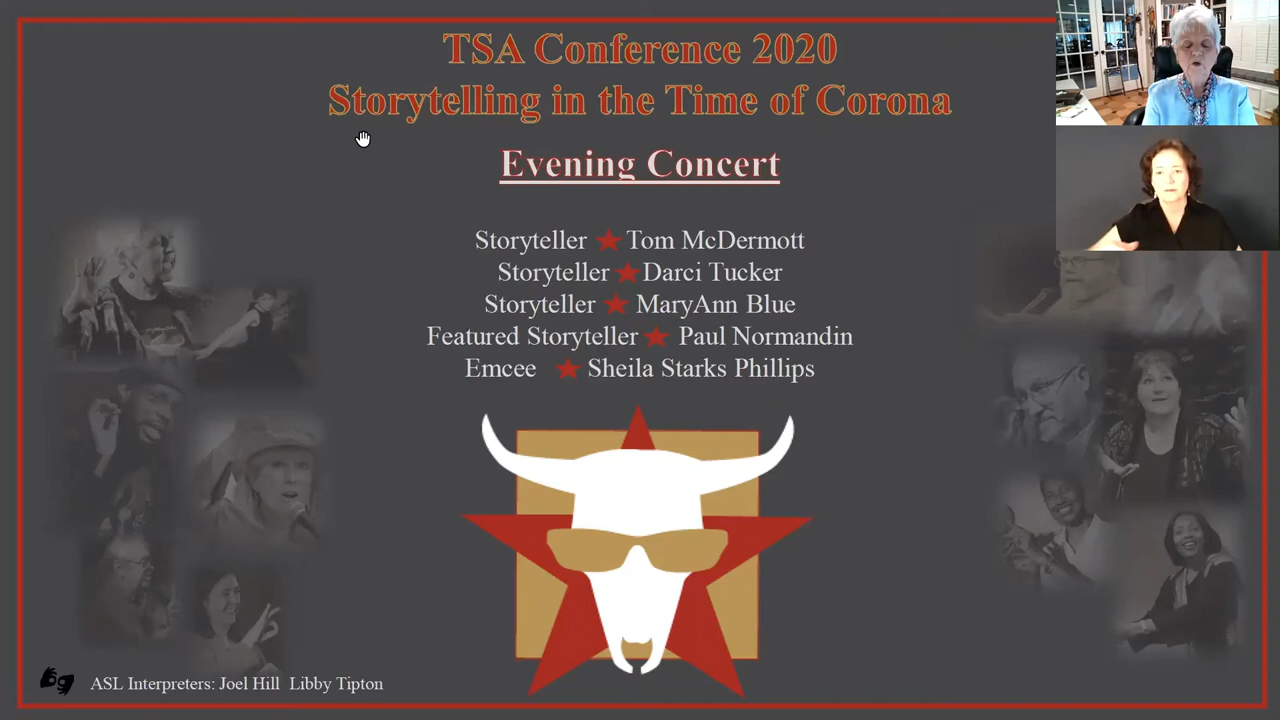 TSA Conference 2020
Storytelling in the Time of Corona
Evening Concert
Storyteller ★ Tom McDermott
Storyteller ★ Darci Tucker
Storyteller ★ MaryAnn Blue
Featured Storyteller ★ Paul Normandin
Emcee ★ Sheila Starks Phillips
ASL Interpreters: Joel Hill Libby Tipton